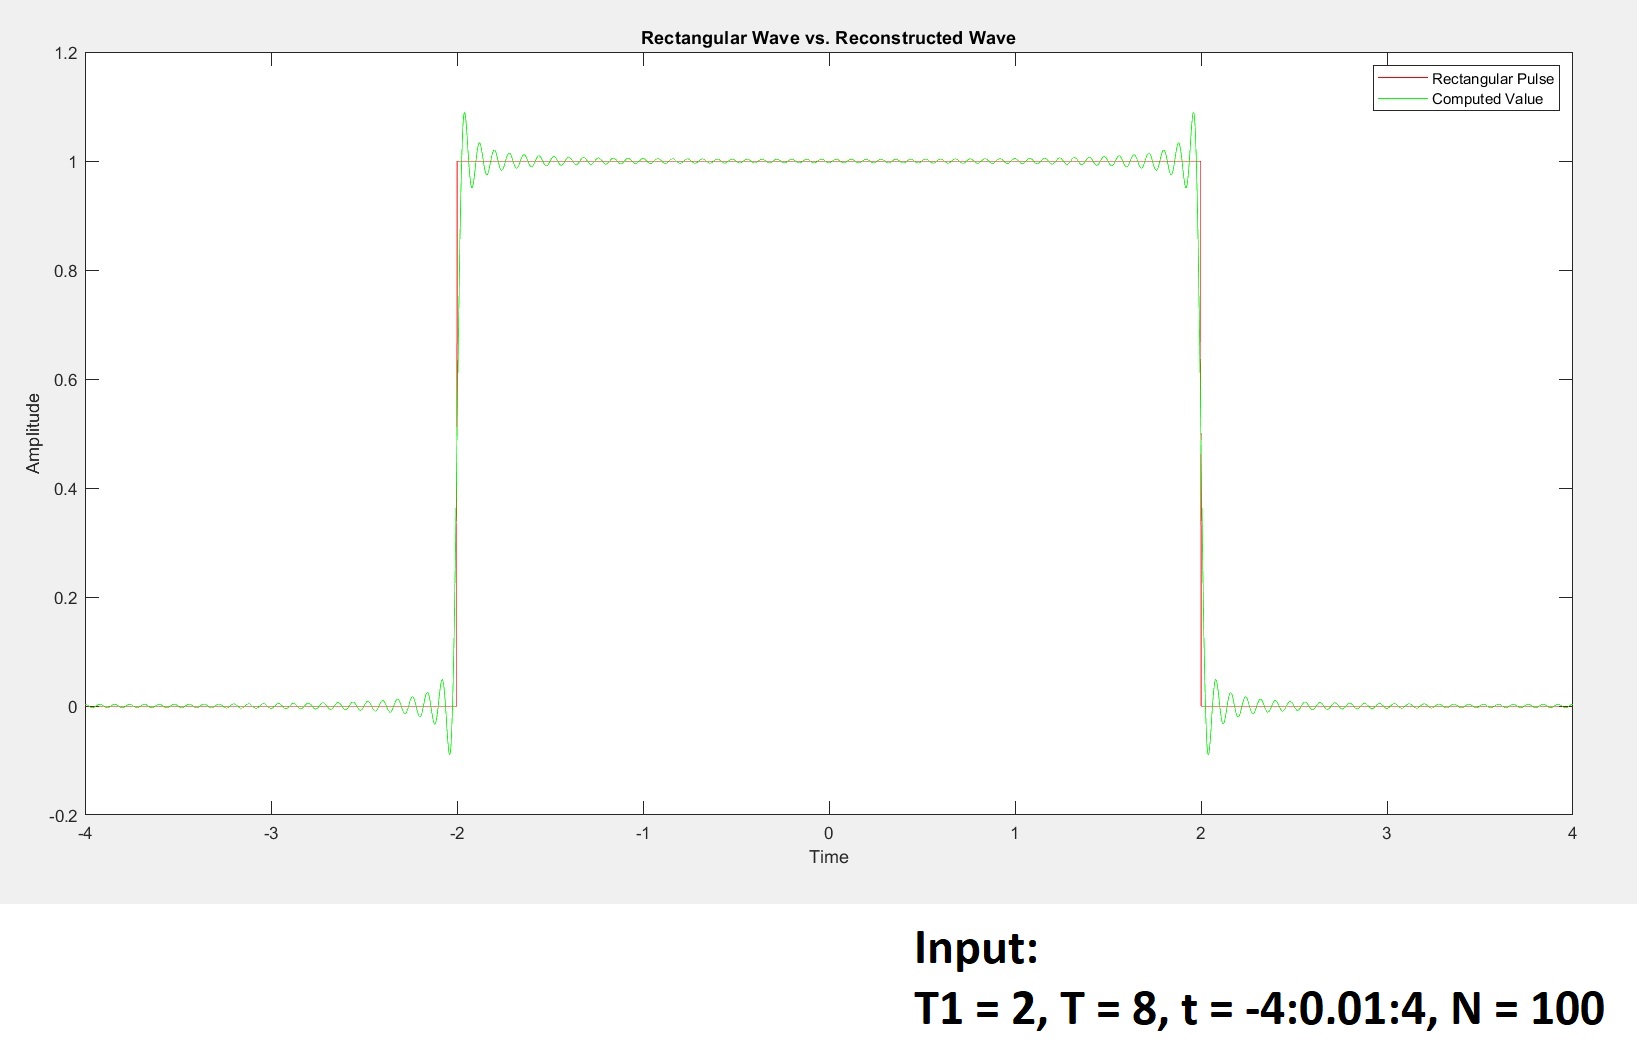 Rectangular Wave vs. Reconstructed Wave
1.2
Rectangular Pulse
Computed Value
1
0.8
0.6
Amplitude
0.4
0.2
0
-0.2
-4 -3 -2 -1 0 1 2 3 4
Time
Input:
T1 = 2, T = 8, t = -4:0.01:4, N = 100